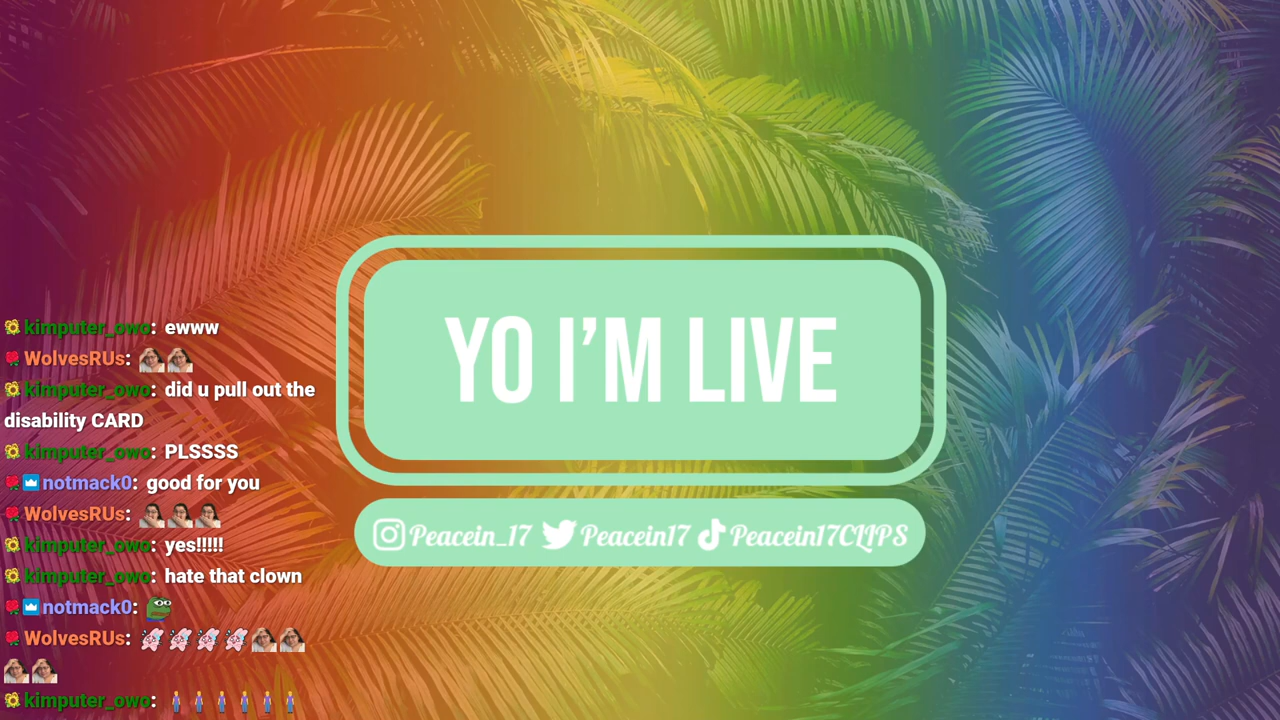 YO I’M LIVE
Peacein_17 Peacein17 Peacein17CLIPS
kimputer_owo: ewww
WolvesRUs:
kimputer_owo: did u pull out the
disability CARD
kimputer_owo: PLSSSS
notmack0: good for you
WolvesRUs:
kimputer_owo: yes!!!!!
kimputer_owo: hate that clown
notmack0:
WolvesRUs:
kimputer_owo: